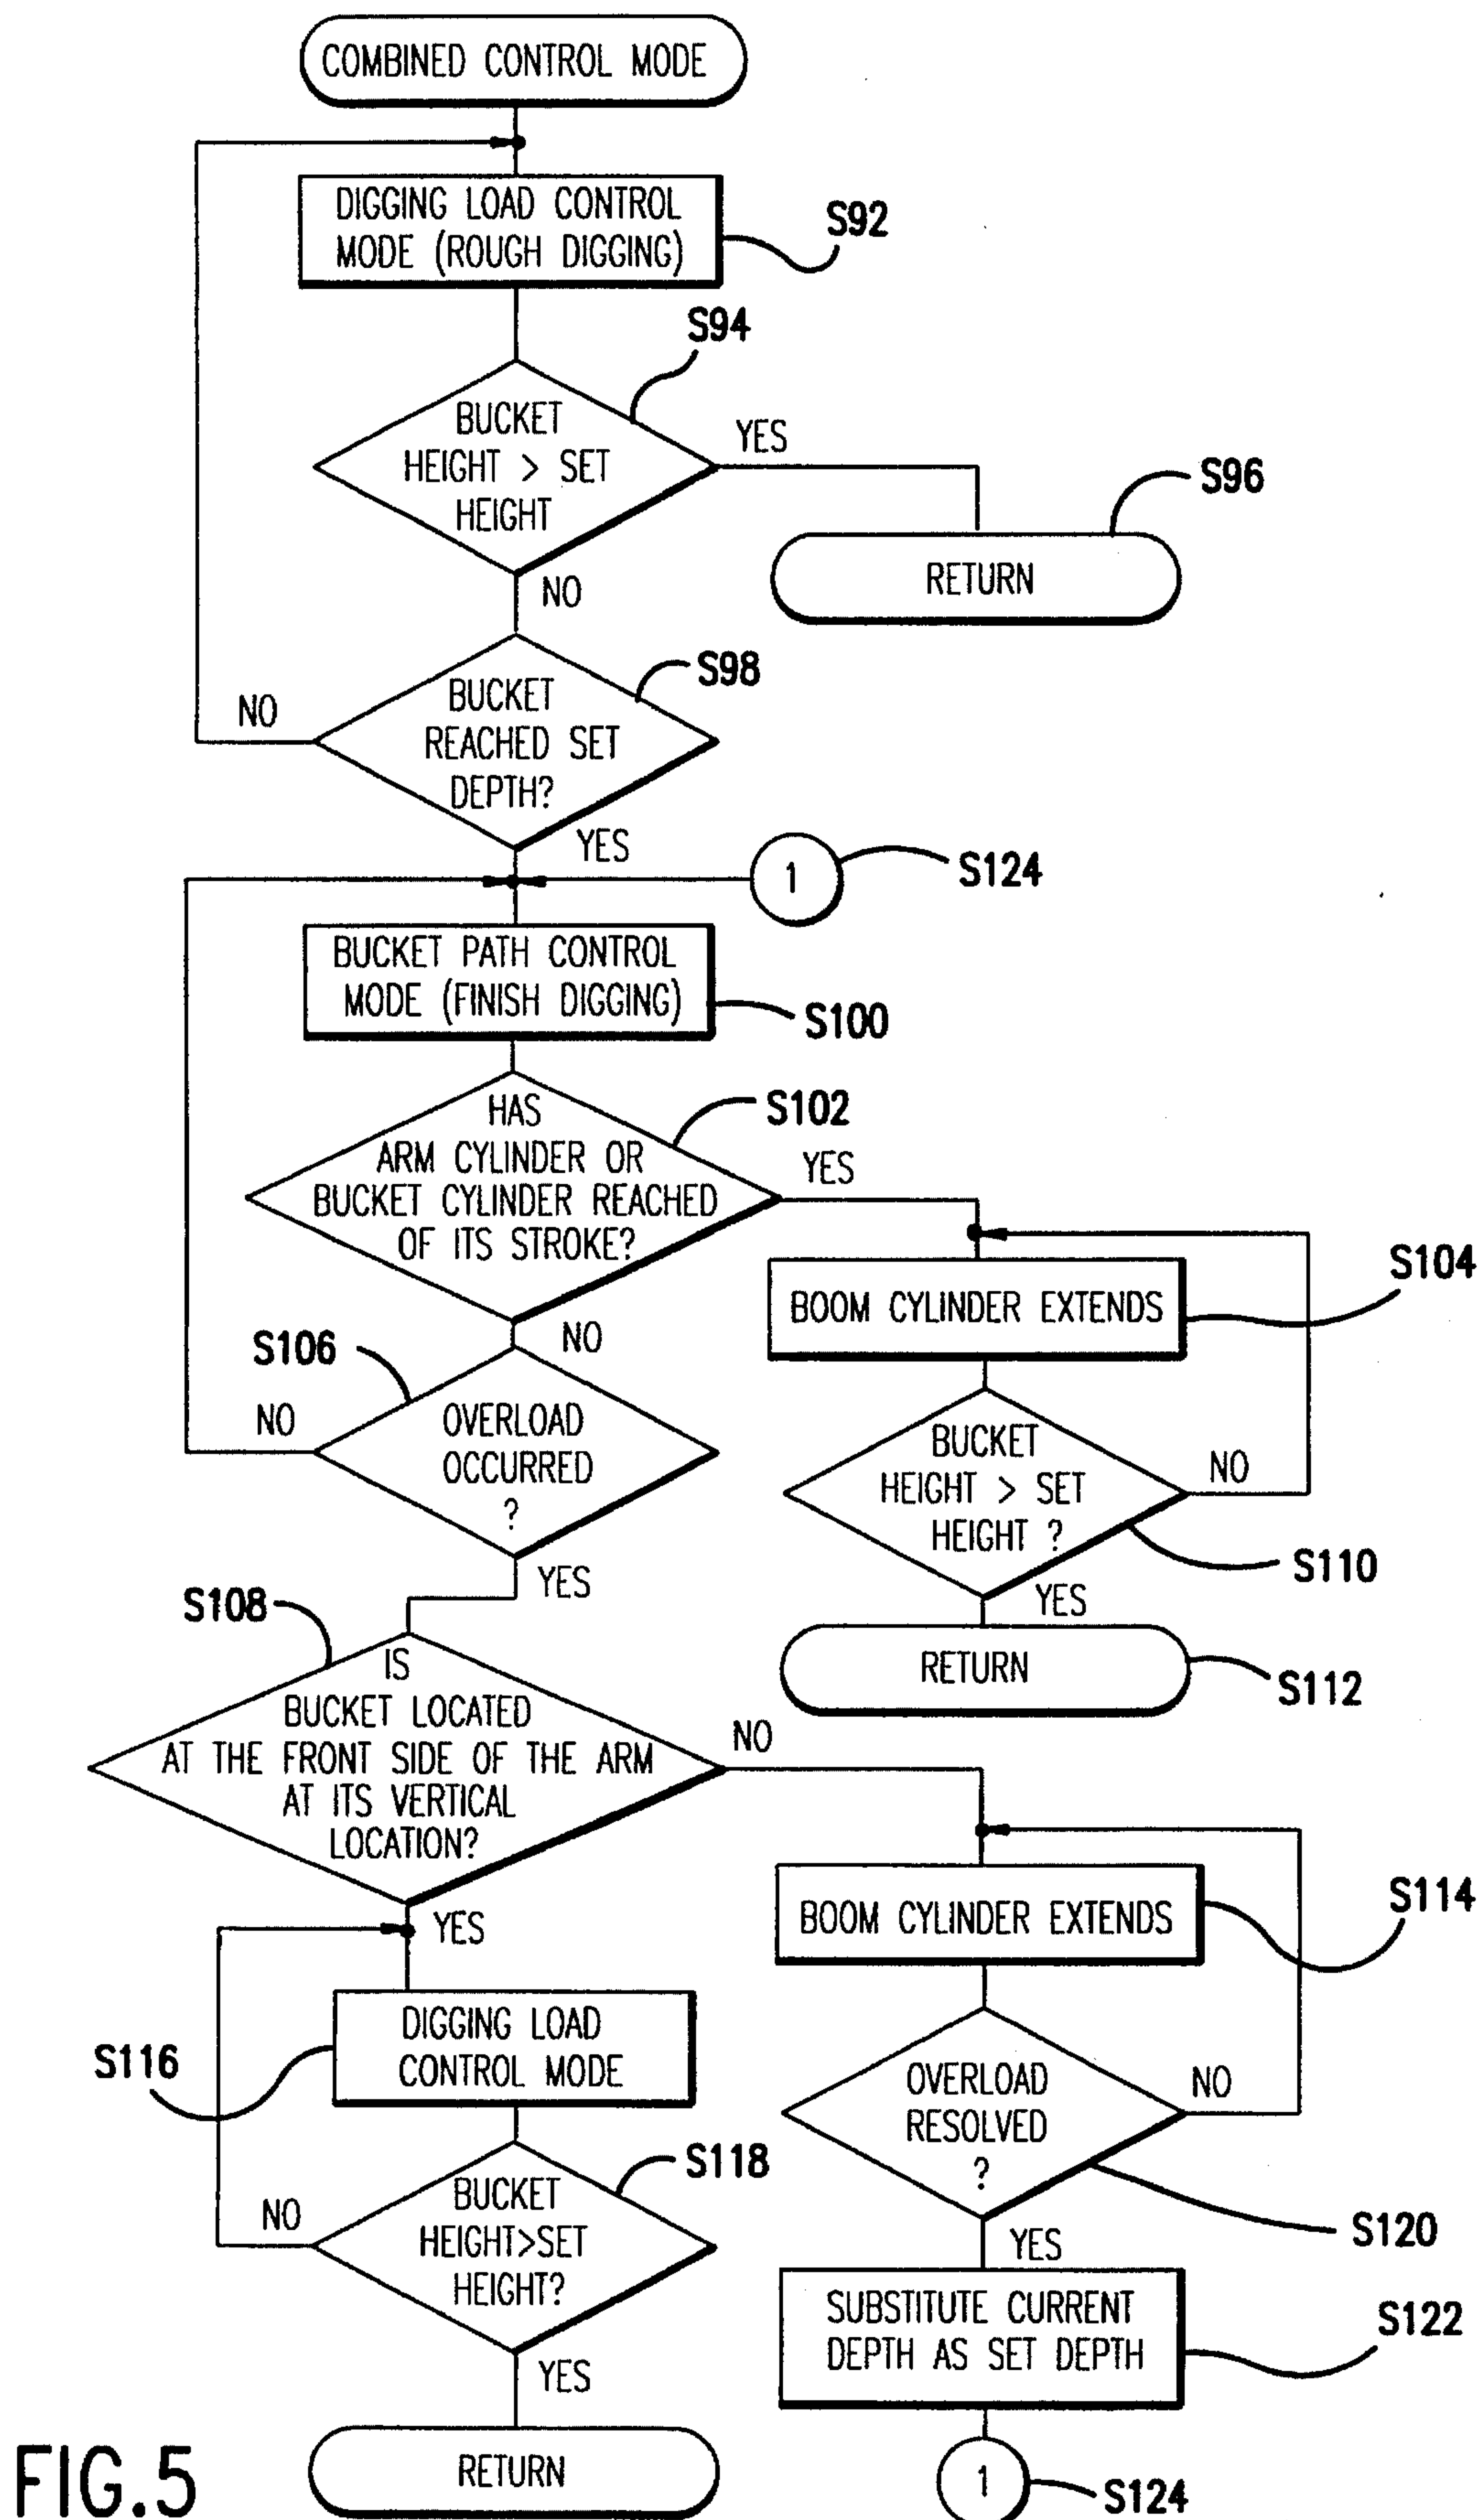 COMBINED CONTROL MODE
DIGGING LOAD CONTROL
MODE (ROUGH DIGGING)
S92
S94
BUCKET
HEIGHT > SET
HEIGHT
YES
S96
RETURN
NO
S98
BUCKET
REACHED SET
DEPTH?
NO
YES
1
S124
BUCKET PATH CONTROL
MODE (FINISH DIGGING)
S100
HAS
ARM CYLINDER OR
BUCKET CYLINDER REACHED
OF ITS STROKE?
S102
YES
S104
BOOM CYLINDER EXTENDS
NO
S106
NO
OVERLOAD
OCCURRED
?
BUCKET
HEIGHT > SET
HEIGHT ?
NO
S110
YES
YES
RETURN
S112
S108
IS
BUCKET LOCATED
AT THE FRONT SIDE OF THE ARM
AT ITS VERTICAL
LOCATION?
NO
YES
BOOM CYLINDER EXTENDS
S114
DIGGING LOAD
CONTROL MODE
S116
OVERLOAD
RESOLVED
?
NO
S120
S118
BUCKET
HEIGHT>SET
HEIGHT?
NO
YES
YES
SUBSTITUTE CURRENT
DEPTH AS SET DEPTH
S122
RETURN
1
S124
FIG.5